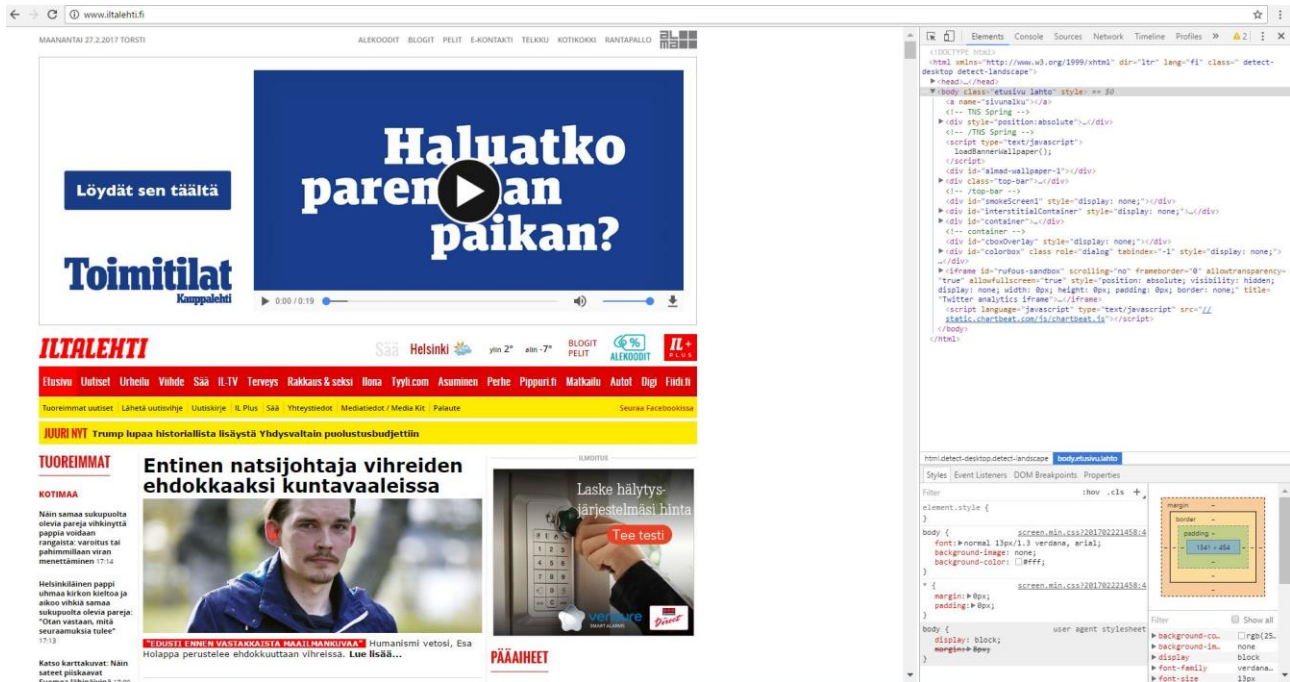 www.iltalehti.fi
MAANANTAI 27.2.2017 TORSTI
ALEKOODIT BLOGIT PELIT E-KONTAKTI TELKKU KOTIKOKKI RANTAPALLO
Löydät sen täältä
Toimitilat
Kauppalehti
Haluatko
paikan?
0:00 / 0:19
ILTALEHTI
Sää Helsinki ylin 2° alin -7°
BLOGIT
PELIT
%
ALEKOODIT
IL+
PLUS
Etusivu Uutiset Urheilu Viihde Sää IL-TV Terveys Rakkaus & seksi Ilona Tyyli.com Asuminen Perhe Pippuri.fi Matkailu Autot Digi Fiidi.fi
Tuoreimmat uutiset Lähetä uutisvihje Uutiskirje IL Plus Sää Yhteystiedot Mediatiedot / Media Kit Palaute Seuraa Facebookissa
JUURI NYT Trump lupaa historiallista lisäystä Yhdysvaltain puolustusbudjettiin
TUOREIMMAT
KOTIMAA
Näin samaa sukupuolta
olevia pareja vihkinyttä
pappia voidaan
rangaista: varoitus tai
pahimmillaan viran
menettäminen 17:14
Helsinkiläinen pappi
uhmaa kirkon kieltoa ja
aikoo vihkiä samaa
sukupuolta olevia pareja:
"Otan vastaan, mitä
seuraamuksia tulee"
17:13
Katso karttakuvat: Näin
sateet piiskaavat
Entinen natsijohtaja vihreiden
ehdokkaaksi kuntavaaleissa
"EDUSTI ENNEN VASTAKKAISTA MAAILMANKUVAA" Humanismi vetosi, Esa
Holappa perustelee ehdokkuuttaan vihreissä. Lue lisää...
ILMOITUS
Laske hälytys-
järjestelmäsi hinta
Tee testi
verisure
SMART ALARMS
Direct
PÄÄAIHEET
Elements Console Sources Network Timeline Profiles » 2
<!DOCTYPE html>
<html xmlns="http://www.w3.org/1999/xhtml" dir="ltr" lang="fi" class=" detect-
desktop detect-landscape">
<head>…</head>
<body class="etusivu lahto" style> == $0
<a name="sivunalku"></a>
<!-- TNS Spring -->
<div style="position:absolute">…</div>
<!-- /TNS Spring -->
<script type="text/javascript">
loadBannerWallpaper();
</script>
<div id="almad-wallpaper-1"></div>
<div class="top-bar">…</div>
<!-- /top-bar -->
<div id="smokeScreen1" style="display: none;"></div>
<div id="interstitialContainer" style="display: none;">…</div>
<div id="container">…</div>
<!-- container -->
<div id="cboxOverlay" style="display: none;"></div>
<div id="colorbox" class role="dialog" tabindex="-1" style="display: none;">
…</div>
<iframe id="rufous-sandbox" scrolling="no" frameborder="0" allowtransparency=
"true" allowfullscreen="true" style="position: absolute; visibility: hidden;
display: none; width: 0px; height: 0px; padding: 0px; border: none;" title=
"Twitter analytics iframe">…</iframe>
<script language="javascript" type="text/javascript" src="//
static.chartbeat.com/js/chartbeat.js"></script>
</body>
</html>
html.detect-desktop.detect-landscape body.etusivu.lahto
Styles Event Listeners DOM Breakpoints Properties
Filter :hov .cls +
element.style {
}
body { screen.min.css?201702221458:4
font: normal 13px/1.3 verdana, arial;
background-image: none;
background-color: #fff;
}
* { screen.min.css?201702221458:4
margin: 0px;
padding: 0px;
}
body { user agent stylesheet
display: block;
margin: 8px;
}
margin -
border -
padding -
1341 × 454
Filter Show all
background-co… rgb(25…
background-im… none
display block
font-family verdana…
font-size 13px